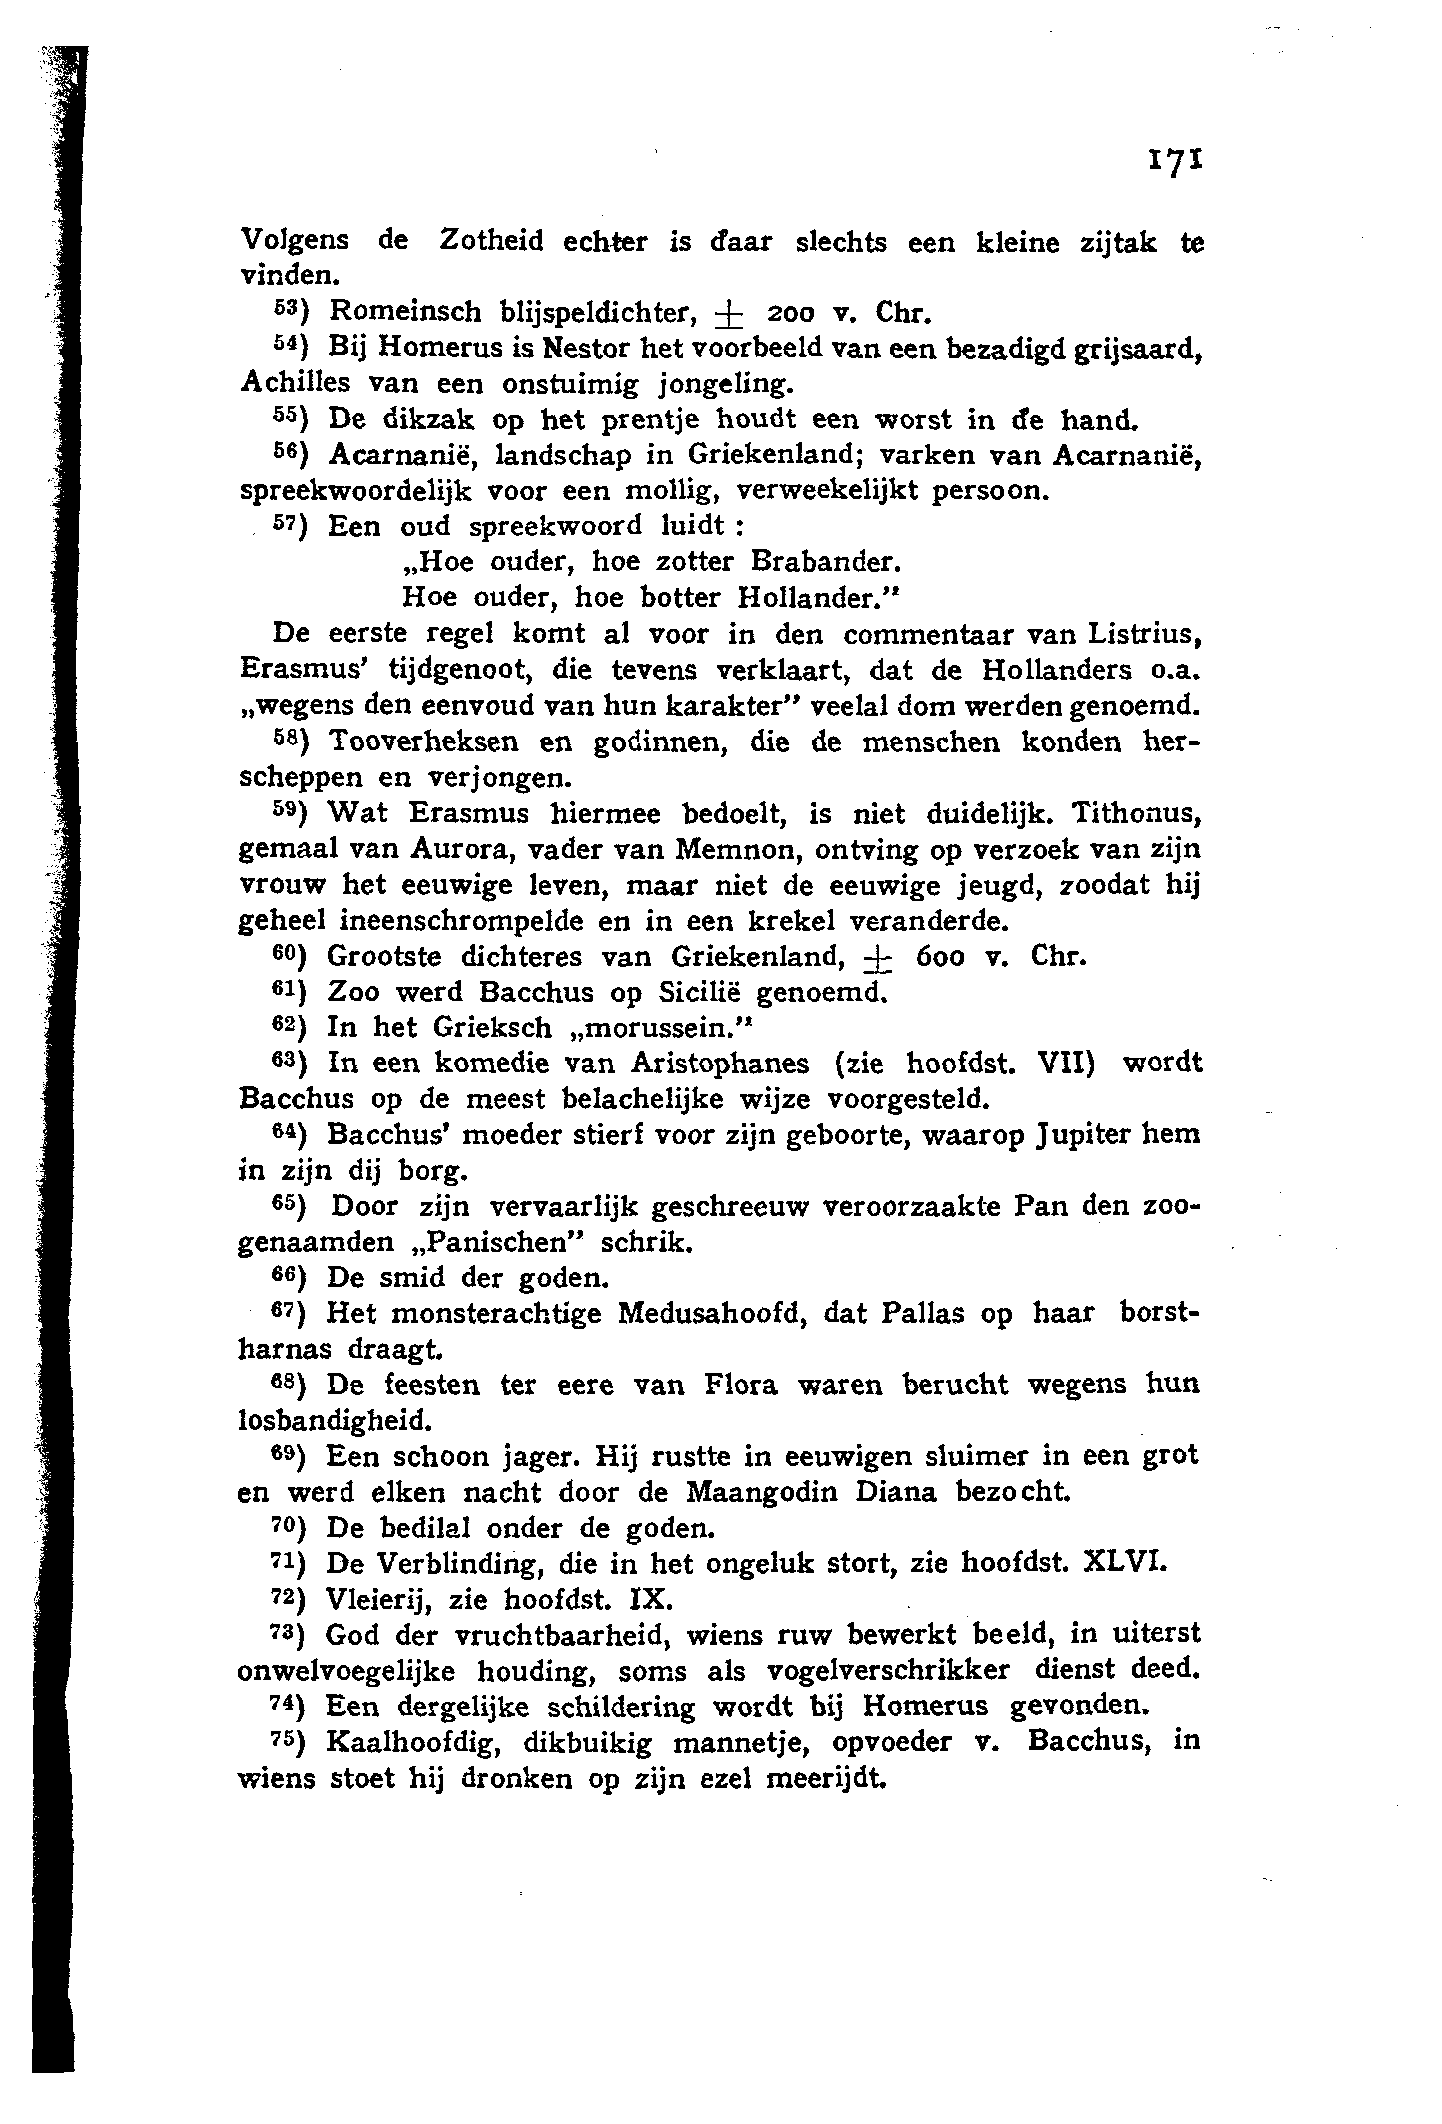 171
Volgens de Zotheid echter is daar slechts een kleine zijtak te
vinden.
53) Romeinsch blijspeldichter, ± 200 v. Chr.
54) Bij Homerus is Nestor het voorbeeld van een bezadigd grijsaard,
Achilles van een onstuimig jongeling.
55) De dikzak op het prentje houdt een worst in de hand.
56) Acarnanië, landschap in Griekenland; varken van Acarnanië,
spreekwoordelijk voor een mollig, verweekelijkt persoon.
57) Een oud spreekwoord luidt :
„Hoe ouder, hoe zotter Brabander.
Hoe ouder, hoe botter Hollander.”
De eerste regel komt al voor in den commentaar van Listrius,
Erasmus' tijdgenoot, die tevens verklaart, dat de Hollanders o.a.
„wegens den eenvoud van hun karakter” veelal dom werden genoemd.
58) Tooverheksen en godinnen, die de menschen konden her-
scheppen en verjongen.
59) Wat Erasmus hiermee bedoelt, is niet duidelijk. Tithonus,
gemaal van Aurora, vader van Memnon, ontving op verzoek van zijn
vrouw het eeuwige leven, maar niet de eeuwige jeugd, zoodat hij
geheel ineenschrompelde en in een krekel veranderde.
60) Grootste dichteres van Griekenland, ± 600 v. Chr.
61) Zoo werd Bacchus op Sicilië genoemd.
62) In het Grieksch „morussein.”
63) In een komedie van Aristophanes (zie hoofdst. VII) wordt
Bacchus op de meest belachelijke wijze voorgesteld.
64) Bacchus' moeder stierf voor zijn geboorte, waarop Jupiter hem
in zijn dij borg.
65) Door zijn vervaarlijk geschreeuw veroorzaakte Pan den zoo-
genaamden „Panischen” schrik.
66) De smid der goden.
67) Het monsterachtige Medusahoofd, dat Pallas op haar borst-
harnas draagt.
68) De feesten ter eere van Flora waren berucht wegens hun
losbandigheid.
69) Een schoon jager. Hij rustte in eeuwigen sluimer in een grot
en werd elken nacht door de Maangodin Diana bezocht.
70) De bedilal onder de goden.
71) De Verblinding, die in het ongeluk stort, zie hoofdst. XLVI.
72) Vleierij, zie hoofdst. IX.
73) God der vruchtbaarheid, wiens ruw bewerkt beeld, in uiterst
onwelvoegelijke houding, soms als vogelverschrikker dienst deed.
74) Een dergelijke schildering wordt bij Homerus gevonden.
75) Kaalhoofdig, dikbuikig mannetje, opvoeder v. Bacchus, in
wiens stoet hij dronken op zijn ezel meerijdt.